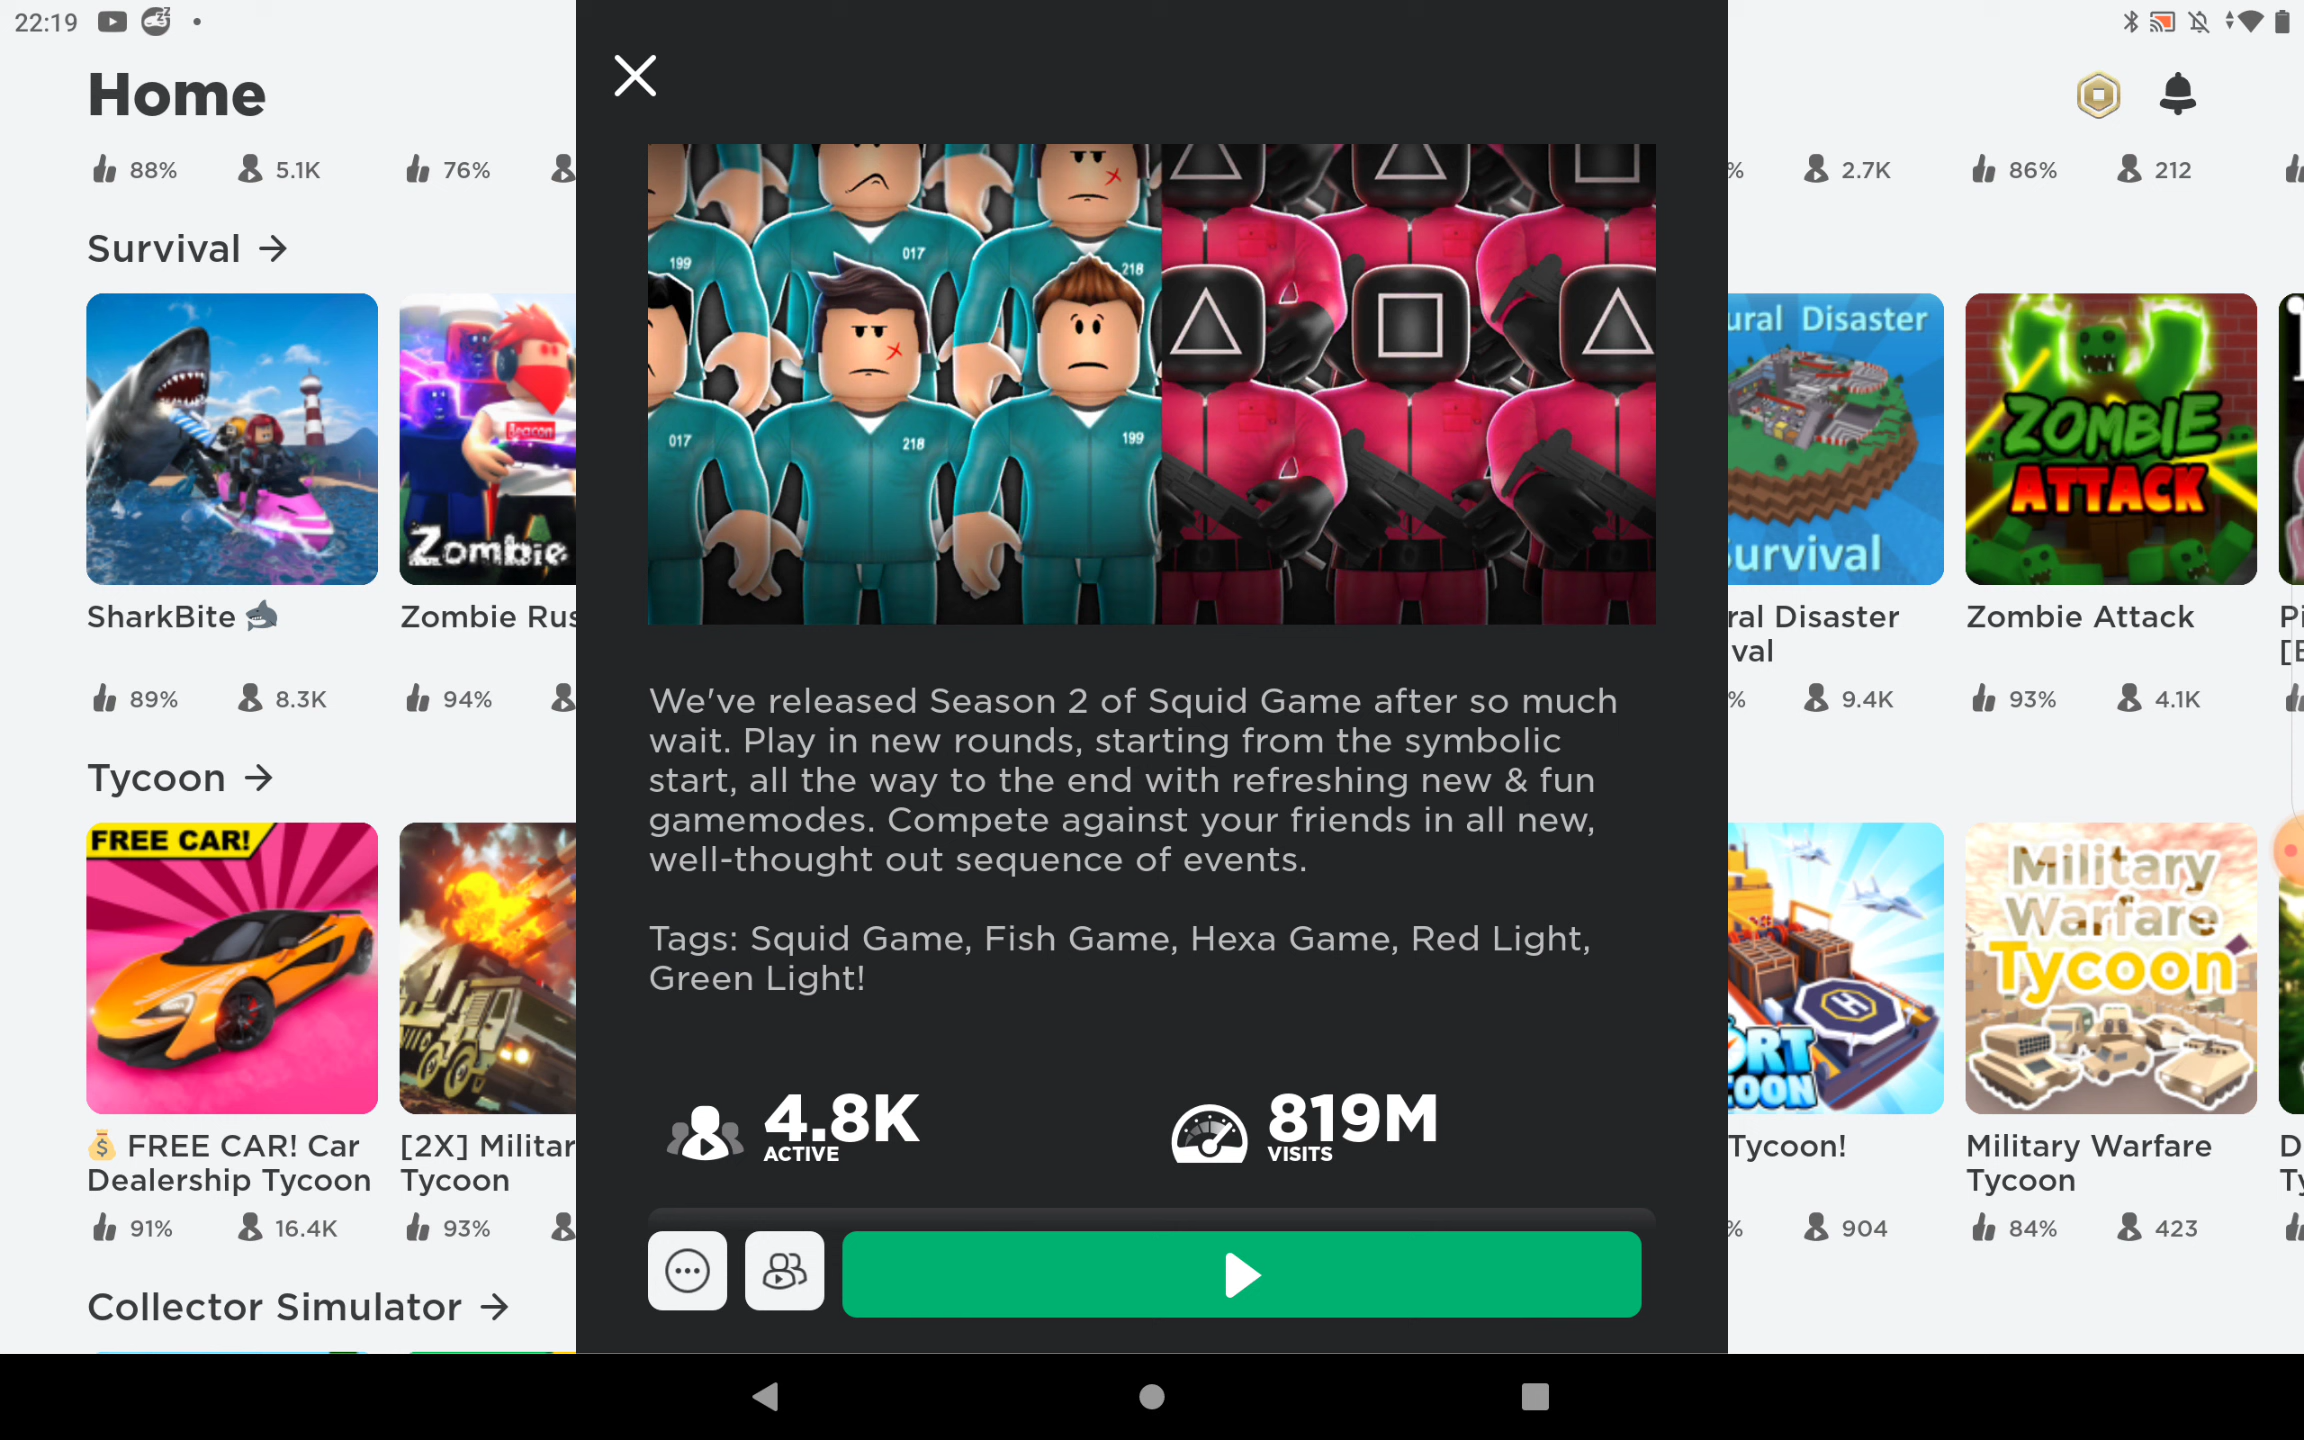 22:19
Home
88% 5.1K 76%
% 2.7K 86% 212
Survival →
017
199
218
017
218
199
Beacon
Zombie
ural Disaster
Survival
ZOMBIE
ATTACK
SharkBite
Zombie Rus
ral Disaster
val
Zombie Attack
Pi
[E
89% 8.3K 94%
% 9.4K 93% 4.1K
We've released Season 2 of Squid Game after so much
wait. Play in new rounds, starting from the symbolic
start, all the way to the end with refreshing new & fun
gamemodes. Compete against your friends in all new,
well-thought out sequence of events.
Tags: Squid Game, Fish Game, Hexa Game, Red Light,
Green Light!
4.8K
ACTIVE
819M
VISITS
Tycoon →
FREE CAR!
H
ORT
COON
Military
Warfare
Tycoon
FREE CAR! Car
Dealership Tycoon
[2X] Militar
Tycoon
Tycoon!
Military Warfare
Tycoon
D
Ty
91% 16.4K 93%
% 904 84% 423
Collector Simulator →